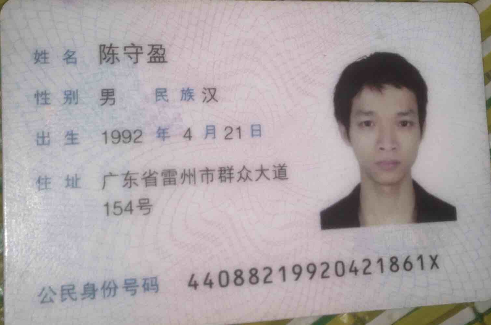 姓名 陈守盈
性别 男 民族 汉
出生 1992 年 4 月 21 日
住址 广东省雷州市群众大道
154号
公民身份号码 44088219920421861X